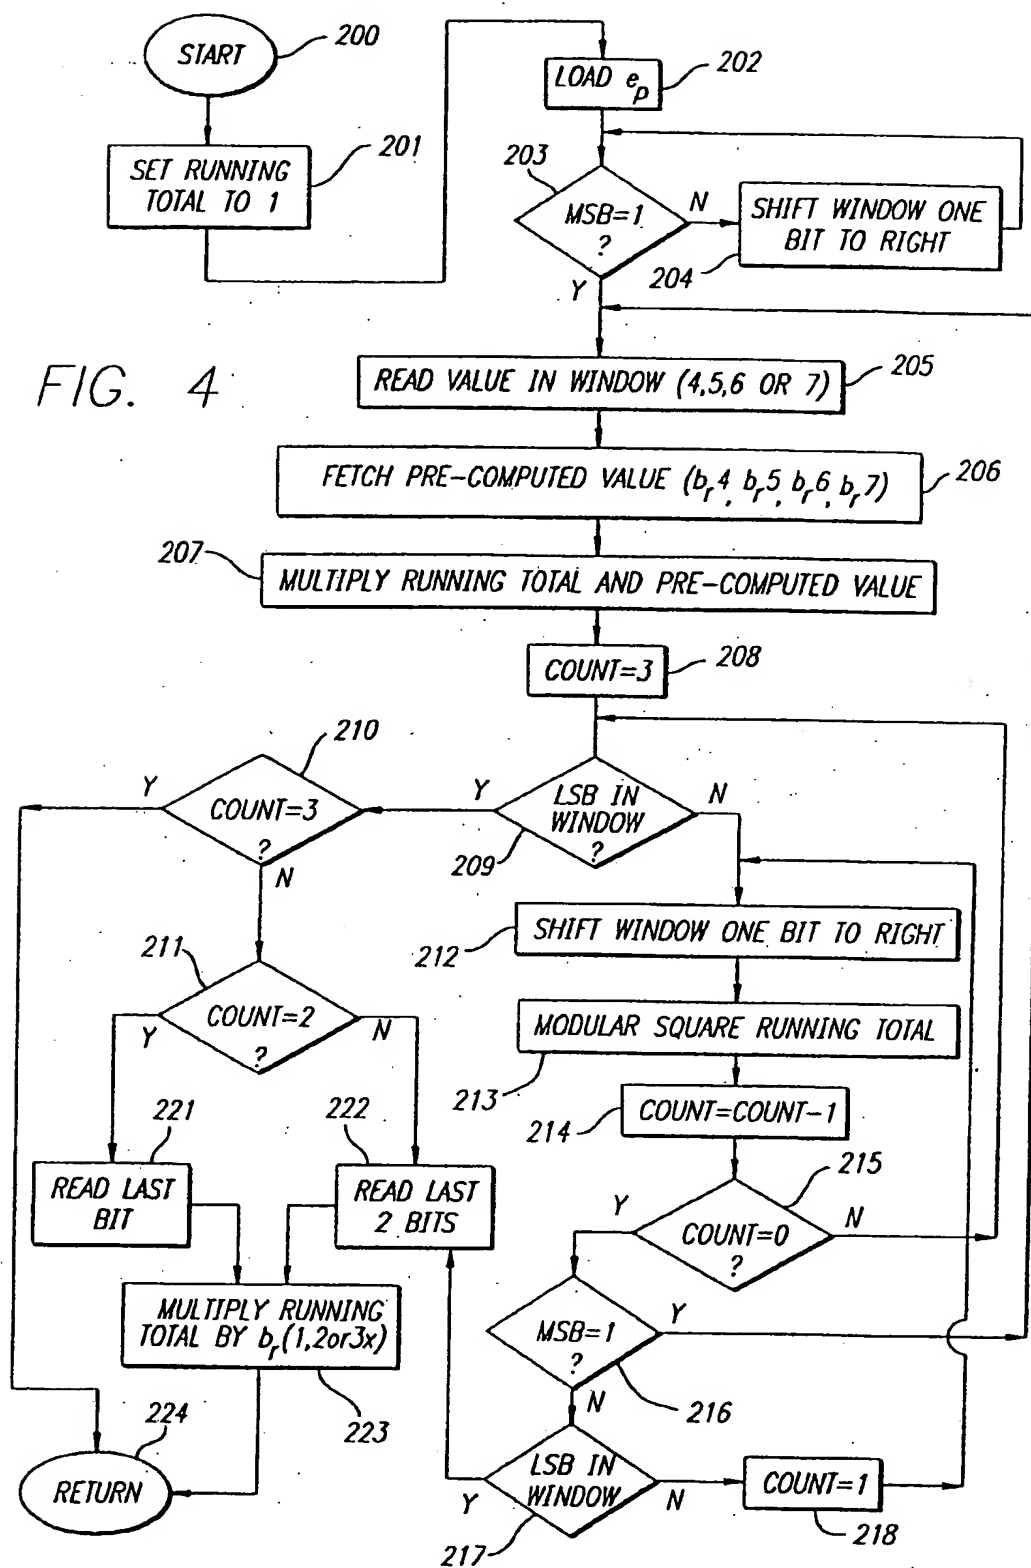 START
200
SET RUNNING
TOTAL TO 1
201
LOAD e_p
202
203
MSB=1
?
N
Y
SHIFT WINDOW ONE
BIT TO RIGHT
204
FIG. 4
READ VALUE IN WINDOW (4,5,6 OR 7)
205
FETCH PRE-COMPUTED VALUE (b_r4, b_r5, b_r6, b_r7)
206
207
MULTIPLY RUNNING TOTAL AND PRE-COMPUTED VALUE
COUNT=3
208
210
Y
COUNT=3
?
N
Y
LSB IN
WINDOW
?
N
209
SHIFT WINDOW ONE BIT TO RIGHT
212
211
COUNT=2
?
Y
N
MODULAR SQUARE RUNNING TOTAL
213
COUNT=COUNT-1
214
221
222
READ LAST
BIT
READ LAST
2 BITS
215
Y
COUNT=0
?
N
MULTIPLY RUNNING
TOTAL BY b_r(1,2or3x)
223
MSB=1
?
Y
N
216
224
RETURN
LSB IN
WINDOW
Y
N
217
COUNT=1
218